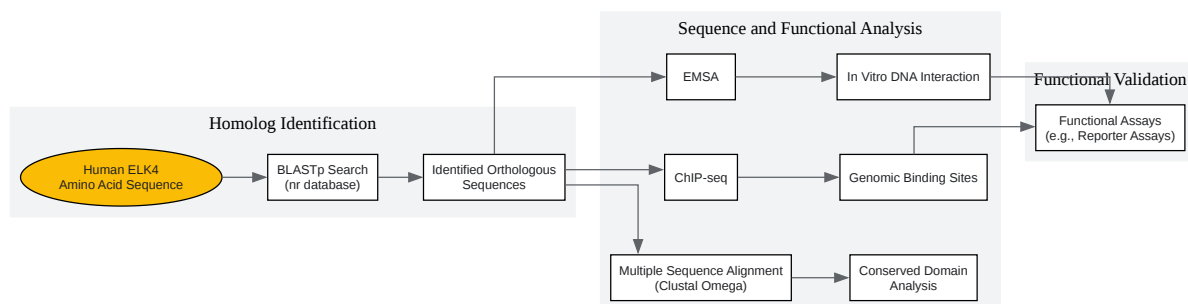 Homolog Identification
Human ELK4
Amino Acid Sequence
BLASTp Search
(nr database)
Identified Orthologous
Sequences
Sequence and Functional Analysis
EMSA
In Vitro DNA Interaction
ChIP-seq
Genomic Binding Sites
Multiple Sequence Alignment
(Clustal Omega)
Conserved Domain
Analysis
Functional Validation
Functional Assays
(e.g., Reporter Assays)